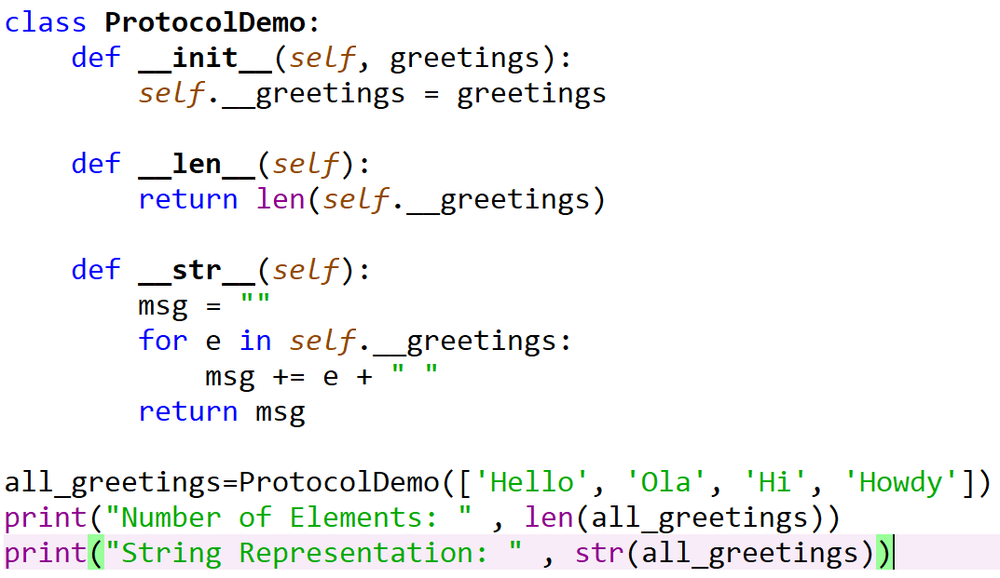 class ProtocolDemo:
    def __init__(self, greetings):
        self.__greetings = greetings

    def __len__(self):
        return len(self.__greetings)

    def __str__(self):
        msg = ""
        for e in self.__greetings:
            msg += e + " "
        return msg

all_greetings=ProtocolDemo(['Hello', 'Ola', 'Hi', 'Howdy'])
print("Number of Elements: " , len(all_greetings))
print("String Representation: " , str(all_greetings))